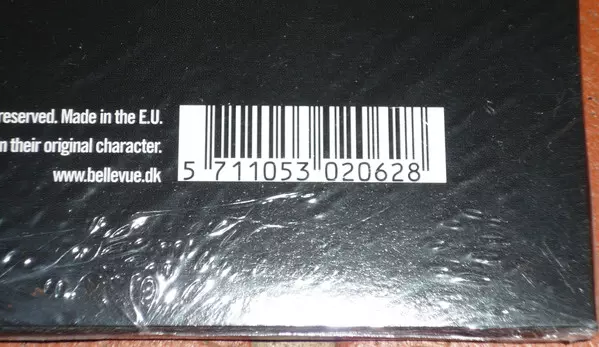 reserved. Made in the E.U.
n their original character.
www.bellevue.dk
5 711053 020628